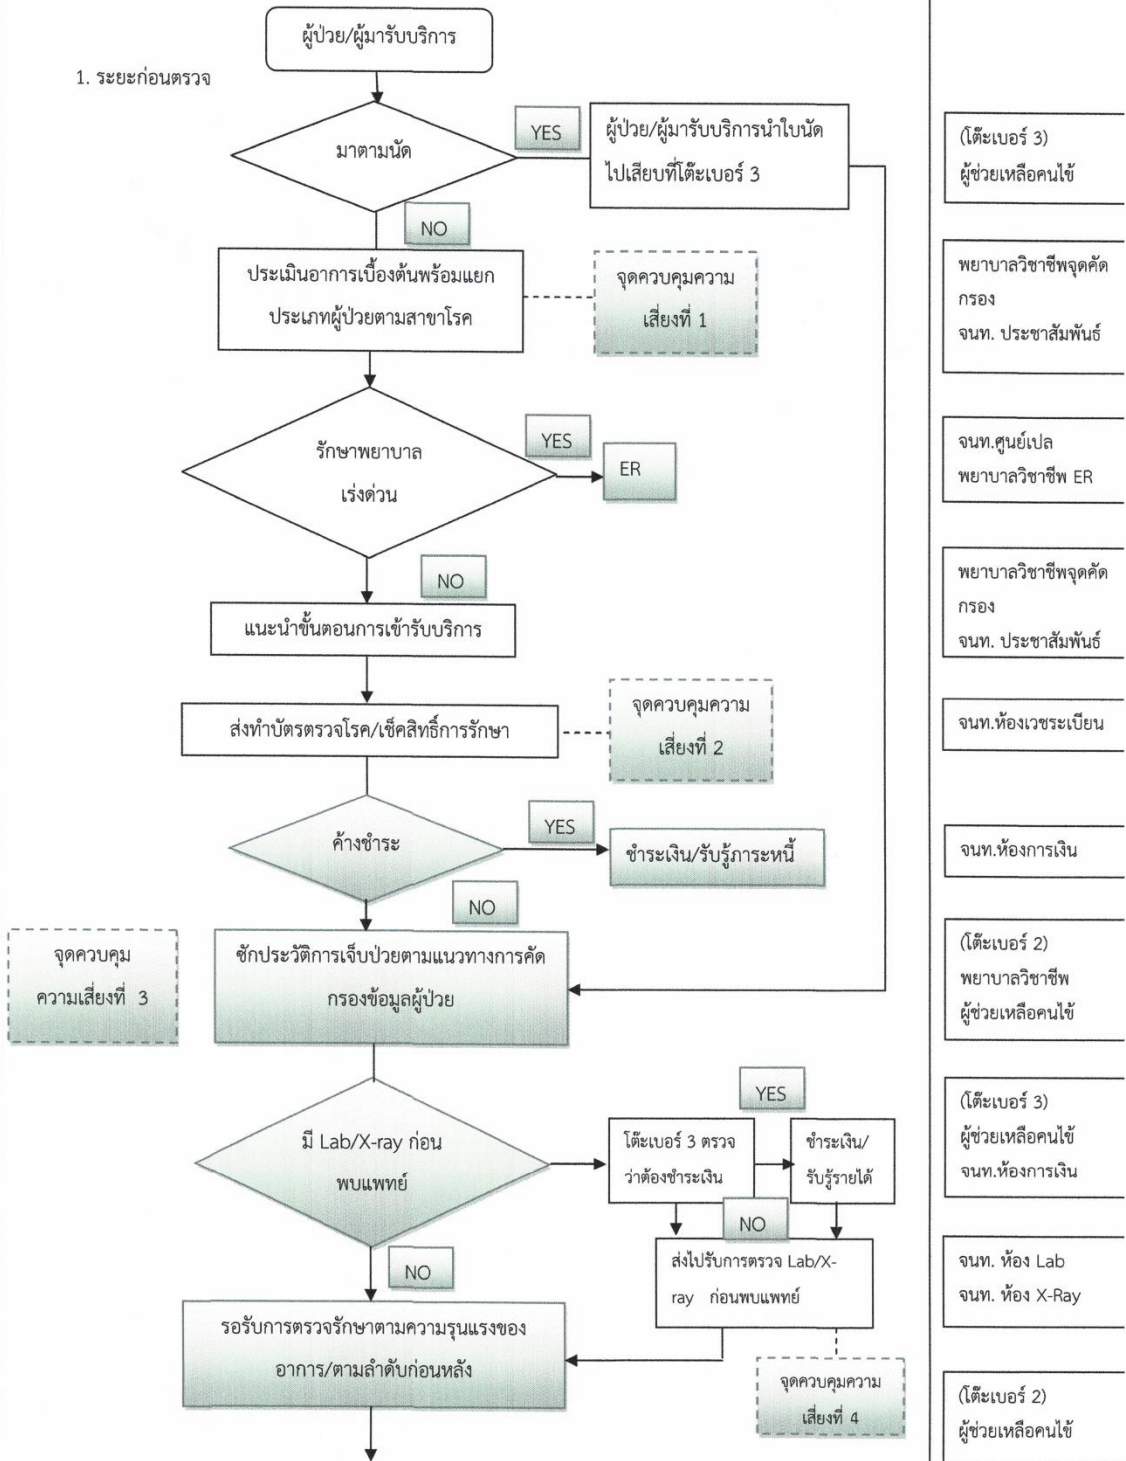 ผู้ป่วย/ผู้มารับบริการ
1. ระยะก่อนตรวจ
มาตามนัด
YES
ผู้ป่วย/ผู้มารับบริการนำใบนัด
ไปเสียบที่โต๊ะเบอร์ 3
(โต๊ะเบอร์ 3)
ผู้ช่วยเหลือคนไข้
NO
ประเมินอาการเบื้องต้นพร้อมแยก
ประเภทผู้ป่วยตามสาขาโรค
จุดควบคุมความ
เสี่ยงที่ 1
พยาบาลวิชาชีพจุดคัด
กรอง
จนท. ประชาสัมพันธ์
รักษาพยาบาล
เร่งด่วน
YES
ER
จนท.ศูนย์เปล
พยาบาลวิชาชีพ ER
NO
แนะนำขั้นตอนการเข้ารับบริการ
พยาบาลวิชาชีพจุดคัด
กรอง
จนท. ประชาสัมพันธ์
ส่งทำบัตรตรวจโรค/เช็คสิทธิ์การรักษา
จุดควบคุมความ
เสี่ยงที่ 2
จนท.ห้องเวชระเบียน
ค้างชำระ
YES
ชำระเงิน/รับรู้ภาระหนี้
จนท.ห้องการเงิน
NO
จุดควบคุม
ความเสี่ยงที่ 3
ซักประวัติการเจ็บป่วยตามแนวทางการคัด
กรองข้อมูลผู้ป่วย
(โต๊ะเบอร์ 2)
พยาบาลวิชาชีพ
ผู้ช่วยเหลือคนไข้
มี Lab/X-ray ก่อน
พบแพทย์
โต๊ะเบอร์ 3 ตรวจ
ว่าต้องชำระเงิน
YES
ชำระเงิน/
รับรู้รายได้
(โต๊ะเบอร์ 3)
ผู้ช่วยเหลือคนไข้
จนท.ห้องการเงิน
NO
NO
ส่งไปรับการตรวจ Lab/X-
ray ก่อนพบแพทย์
จนท. ห้อง Lab
จนท. ห้อง X-Ray
รอรับการตรวจรักษาตามความรุนแรงของ
อาการ/ตามลำดับก่อนหลัง
จุดควบคุมความ
เสี่ยงที่ 4
(โต๊ะเบอร์ 2)
ผู้ช่วยเหลือคนไข้